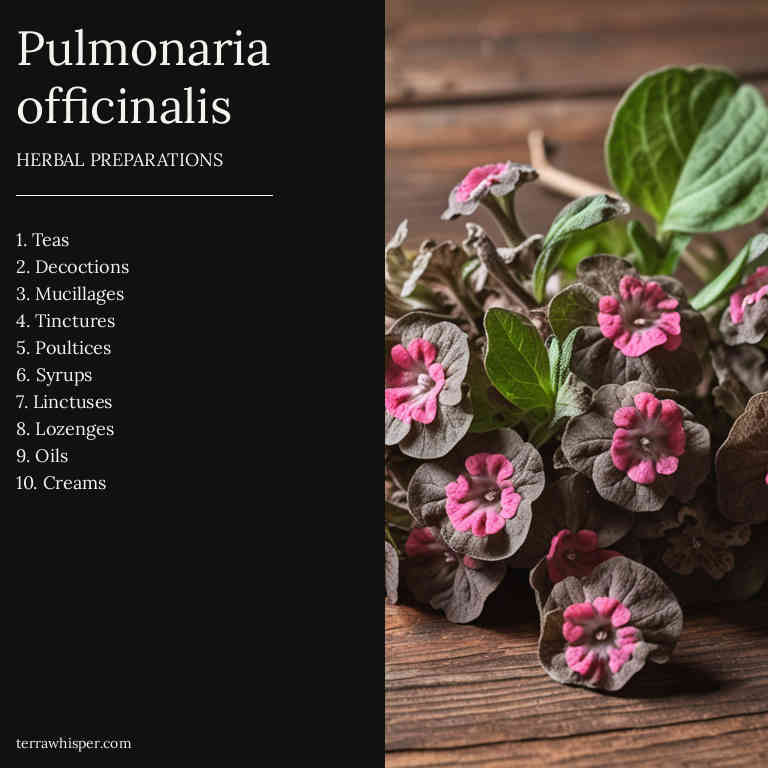 Pulmonaria
officinalis
HERBAL PREPARATIONS
1. Teas
2. Decoctions
3. Mucillages
4. Tinctures
5. Poultices
6. Syrups
7. Linctuses
8. Lozenges
9. Oils
10. Creams
terrawhisper.com